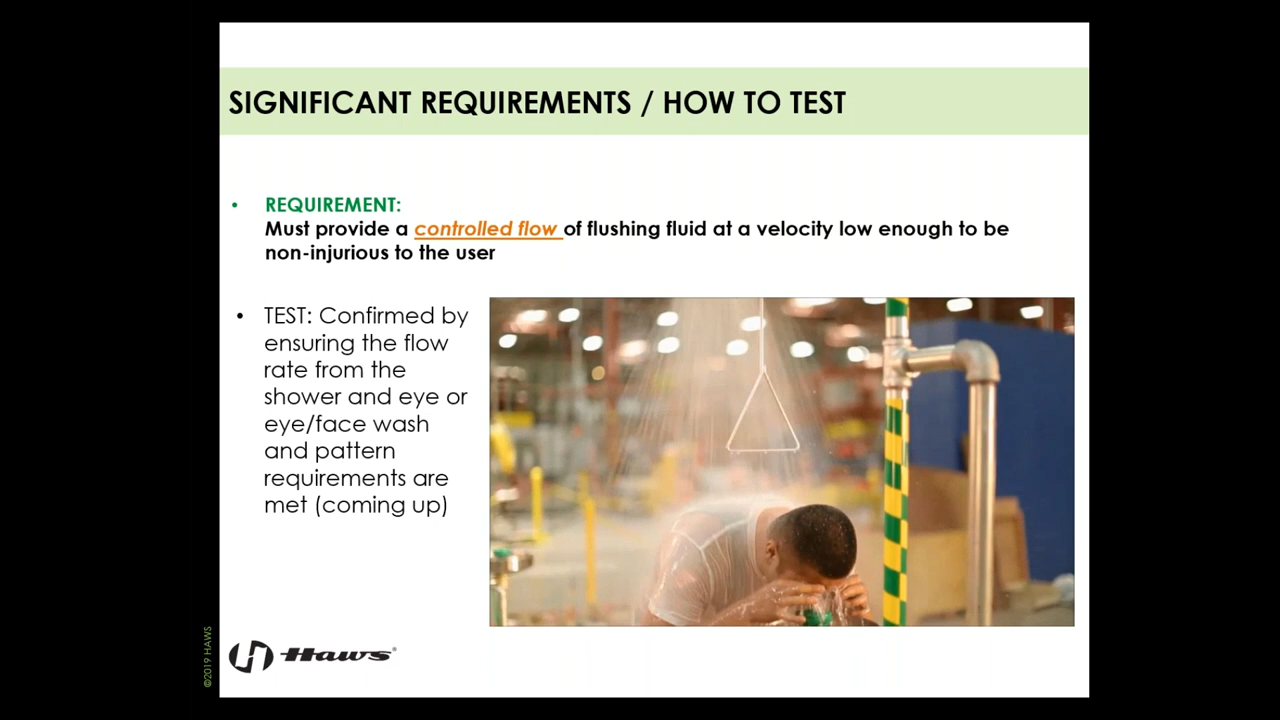 SIGNIFICANT REQUIREMENTS / HOW TO TEST
• REQUIREMENT:
Must provide a controlled flow of flushing fluid at a velocity low enough to be
non-injurious to the user
• TEST: Confirmed by
ensuring the flow
rate from the
shower and eye or
eye/face wash
and pattern
requirements are
met (coming up)
Haws®
©2019 HAWS